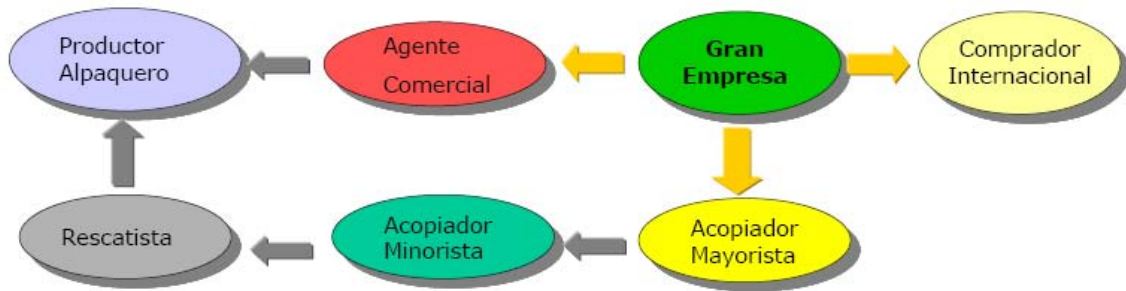 Productor
Alpaquero
Agente
Comercial
Gran
Empresa
Comprador
Internacional
Rescatista
Acopiador
Minorista
Acopiador
Mayorista